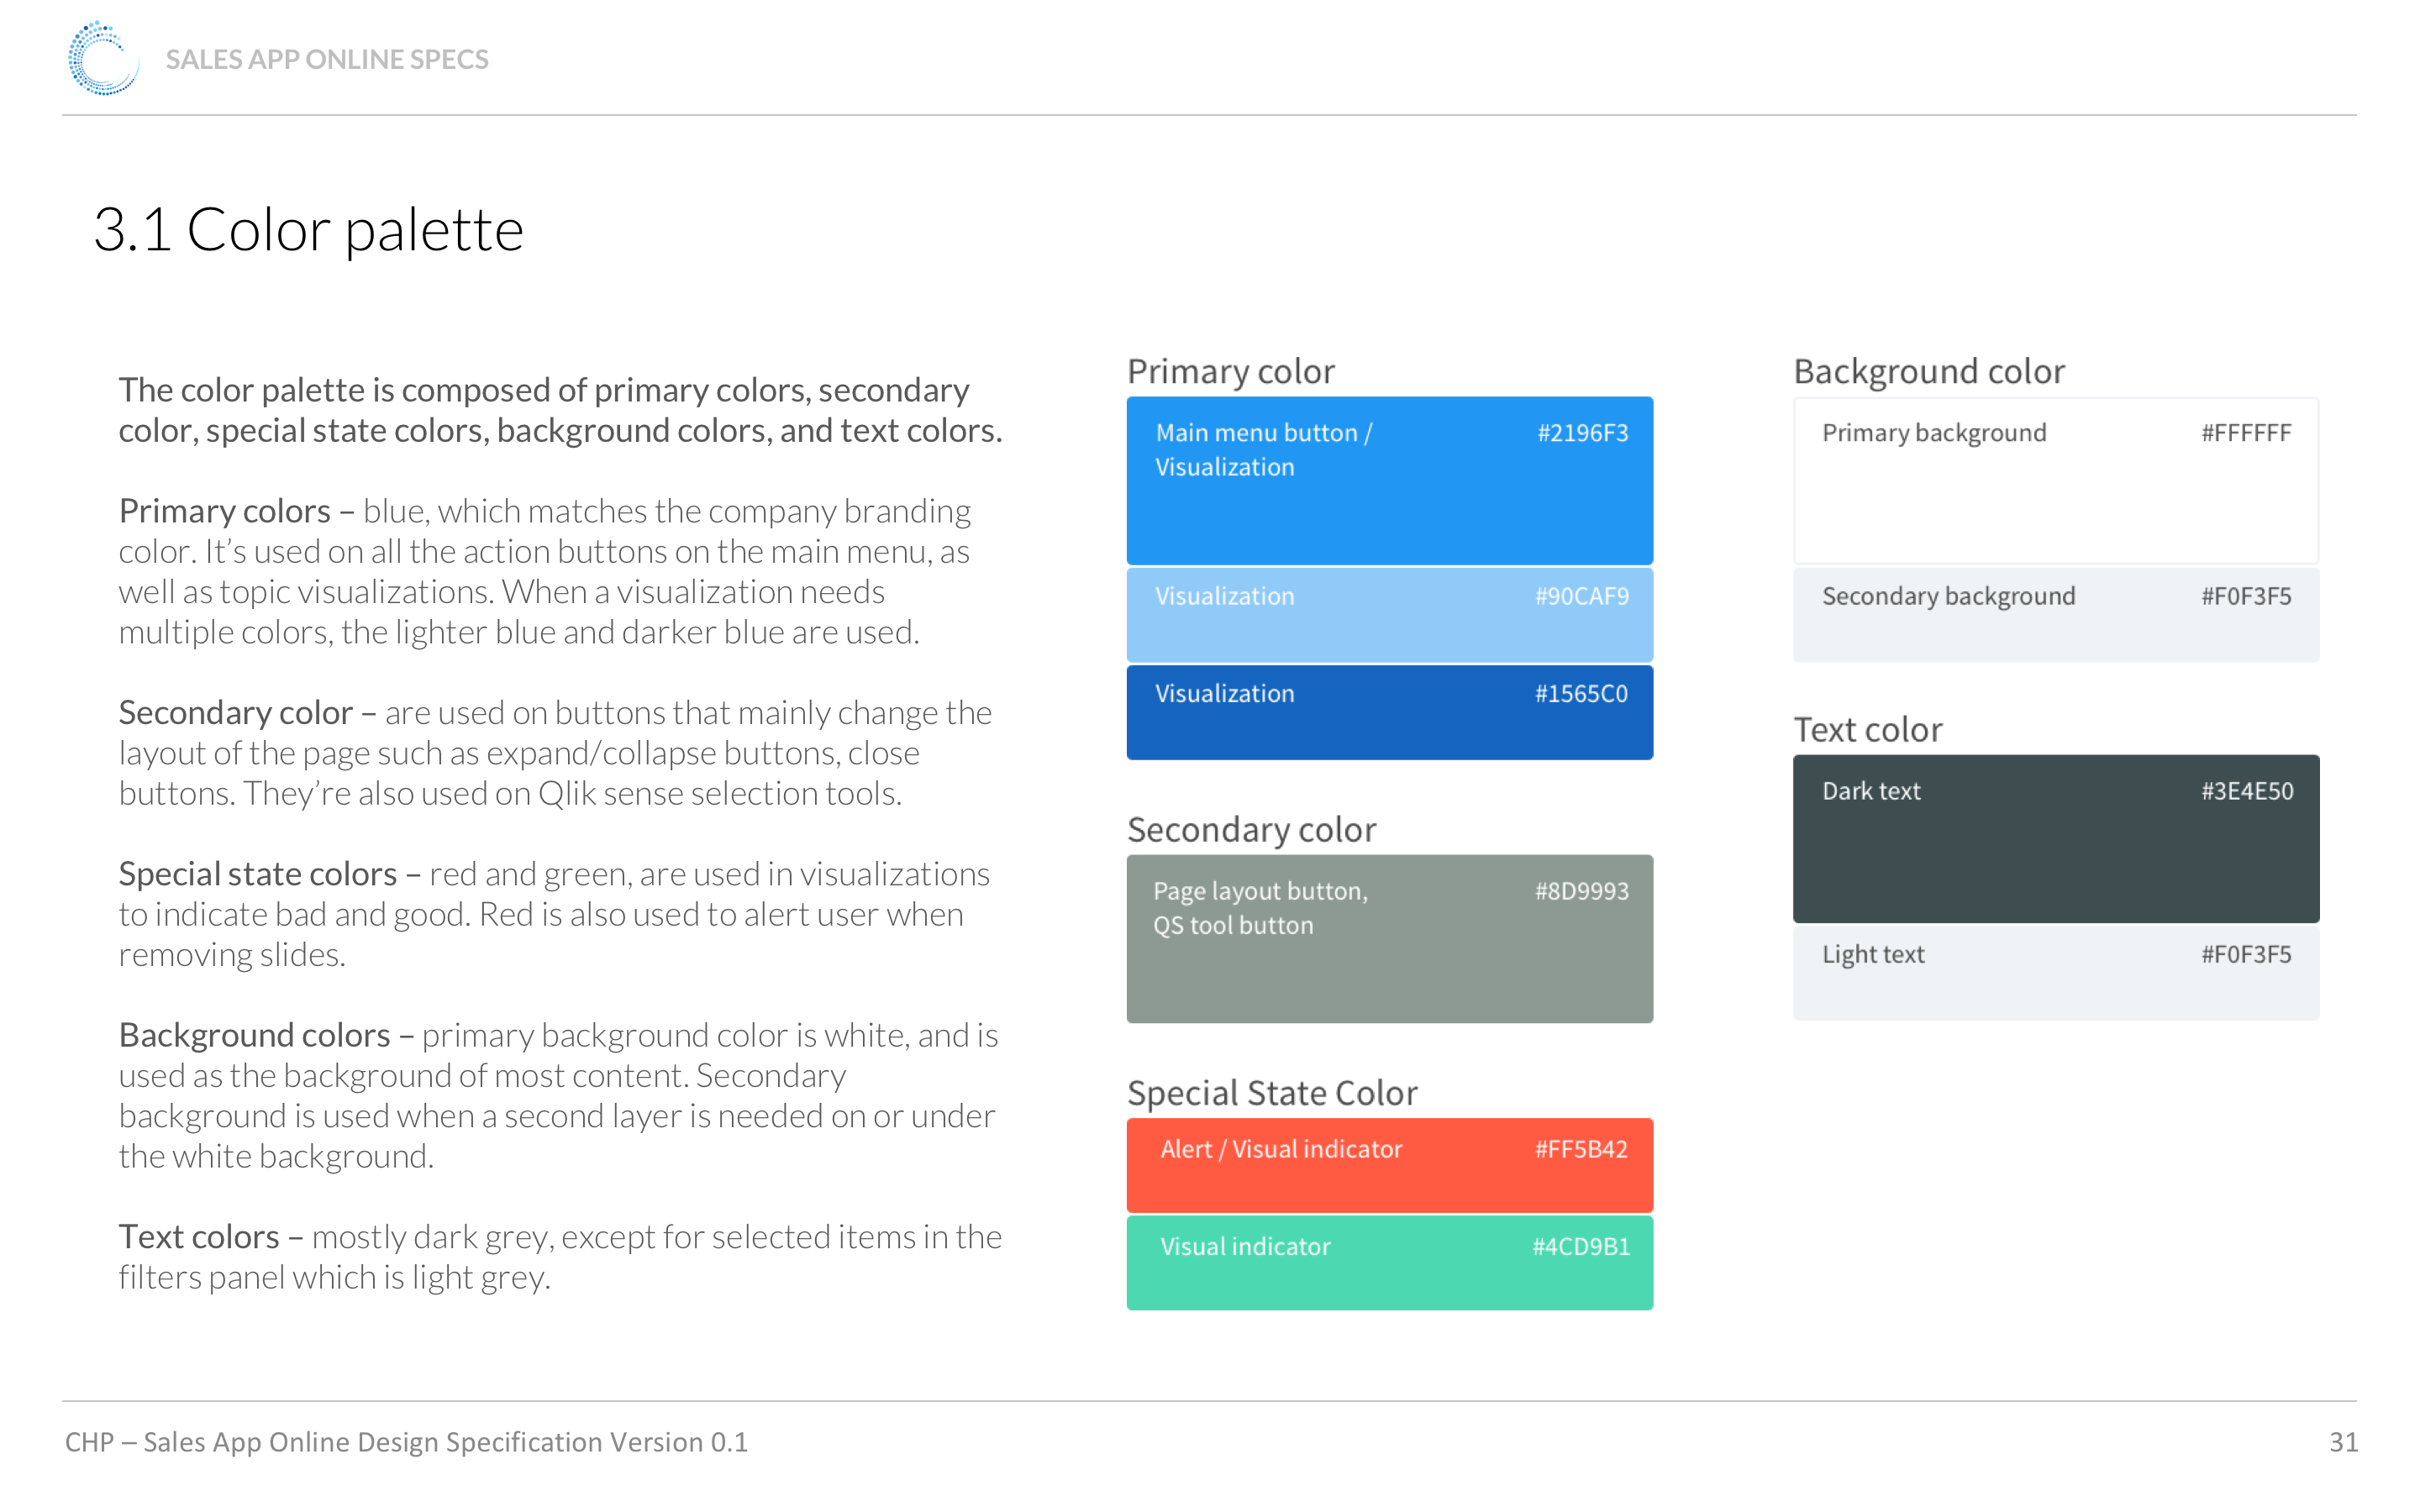 SALES APP ONLINE SPECS
3.1 Color palette
The color palette is composed of primary colors, secondary
color, special state colors, background colors, and text colors.
Primary colors – blue, which matches the company branding
color. It’s used on all the action buttons on the main menu, as
well as topic visualizations. When a visualization needs
multiple colors, the lighter blue and darker blue are used.
Secondary color – are used on buttons that mainly change the
layout of the page such as expand/collapse buttons, close
buttons. They’re also used on Qlik sense selection tools.
Special state colors – red and green, are used in visualizations
to indicate bad and good. Red is also used to alert user when
removing slides.
Background colors – primary background color is white, and is
used as the background of most content. Secondary
background is used when a second layer is needed on or under
the white background.
Text colors – mostly dark grey, except for selected items in the
filters panel which is light grey.
Primary color
Main menu button / #2196F3
Visualization
Visualization #90CAF9
Visualization #1565C0
Secondary color
Page layout button, #8D9993
QS tool button
Special State Color
Alert / Visual indicator #FF5B42
Visual indicator #4CD9B1
Background color
Primary background #FFFFFF
Secondary background #F0F3F5
Text color
Dark text #3E4E50
Light text #F0F3F5
CHP – Sales App Online Design Specification Version 0.1 31